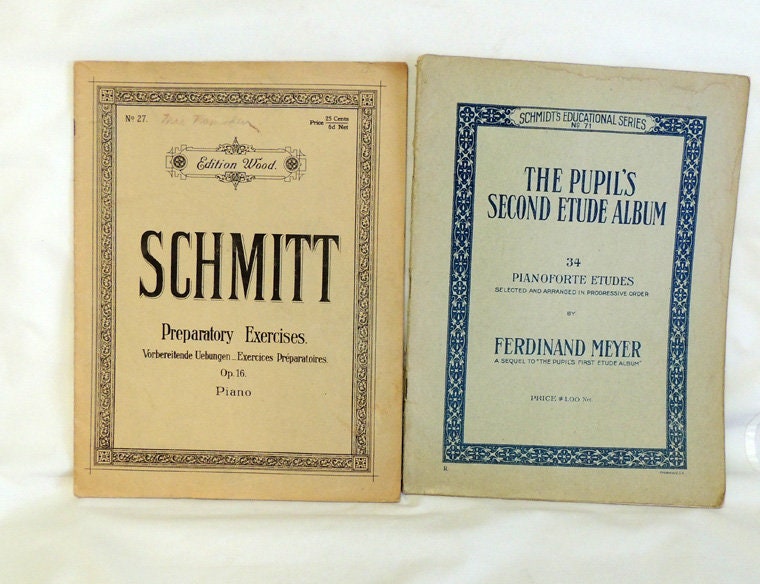 No 27.
25 Cents
Price
6d Net
Edition Wood.
SCHMITT
Preparatory Exercises.
Vorbereitende Uebungen _ Exercices Préparatoires.
Op. 16.
Piano
SCHMIDT'S EDUCATIONAL SERIES
No 71
THE PUPIL'S
SECOND ETUDE ALBUM
34
PIANOFORTE ETUDES
SELECTED AND ARRANGED IN PROGRESSIVE ORDER
BY
FERDINAND MEYER
A SEQUEL TO "THE PUPIL'S FIRST ETUDE ALBUM"
PRICE $1.00 Net.
R.